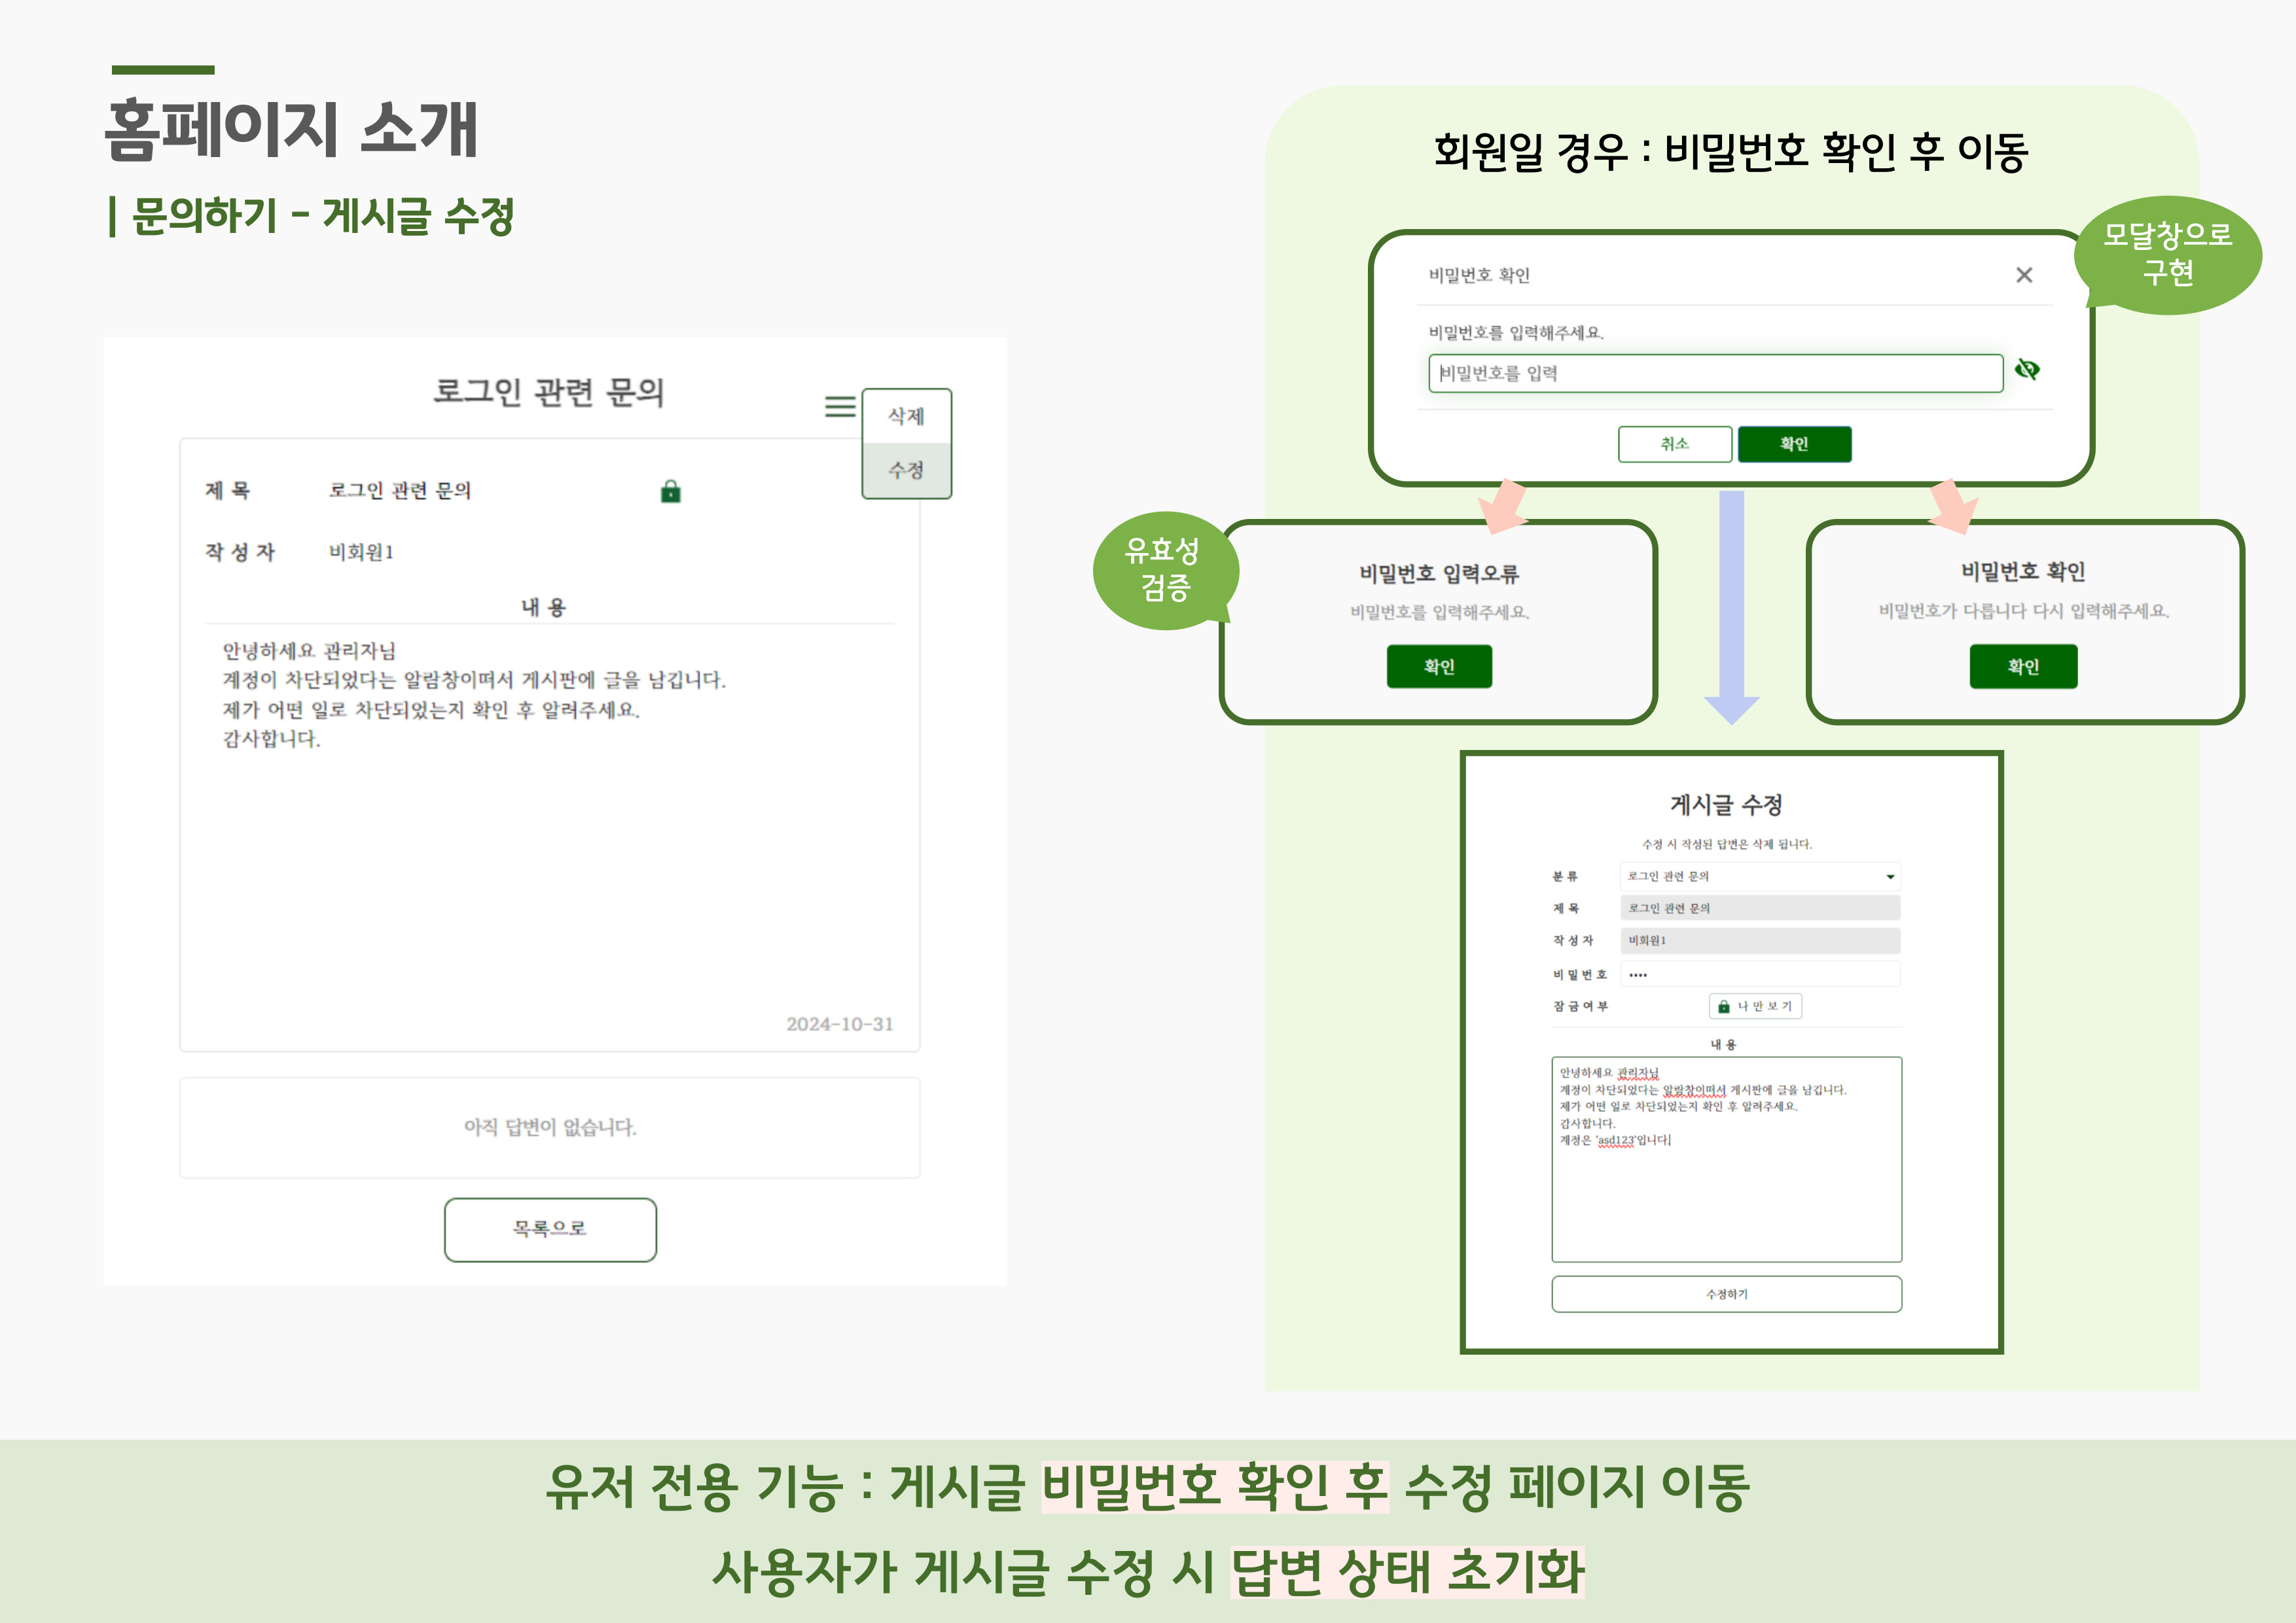 홈페이지 소개
| 문의하기 - 게시글 수정
로그인 관련 문의
삭제
수정
제 목 로그인 관련 문의
작 성 자 비회원1
내 용
안녕하세요 관리자님
계정이 차단되었다는 알람창이떠서 게시판에 글을 남깁니다.
제가 어떤 일로 차단되었는지 확인 후 알려주세요.
감사합니다.
2024-10-31
아직 답변이 없습니다.
목록으로
회원일 경우 : 비밀번호 확인 후 이동
모달창으로
구현
비밀번호 확인
비밀번호를 입력해주세요.
비밀번호를 입력
취소 확인
유효성
검증
비밀번호 입력오류
비밀번호를 입력해주세요.
확인
비밀번호 확인
비밀번호가 다릅니다 다시 입력해주세요.
확인
게시글 수정
수정 시 작성된 답변은 삭제 됩니다.
분 류 로그인 관련 문의
제 목 로그인 관련 문의
작 성 자 비회원1
비 밀 번 호 ••••
잠 금 여 부 나 만 보 기
내 용
안녕하세요 관리자님
계정이 차단되었다는 알람창이떠서 게시판에 글을 남깁니다.
제가 어떤 일로 차단되었는지 확인 후 알려주세요.
감사합니다.
계정은 'asd123'입니다
수정하기
유저 전용 기능 : 게시글 비밀번호 확인 후 수정 페이지 이동
사용자가 게시글 수정 시 답변 상태 초기화